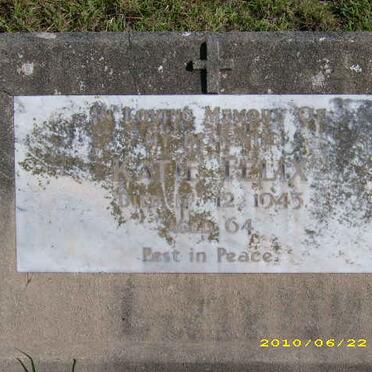 In Loving Memory Of
KATIE FELIX
Died 12. 1945
Aged 64
Rest in Peace.
2010/06/22